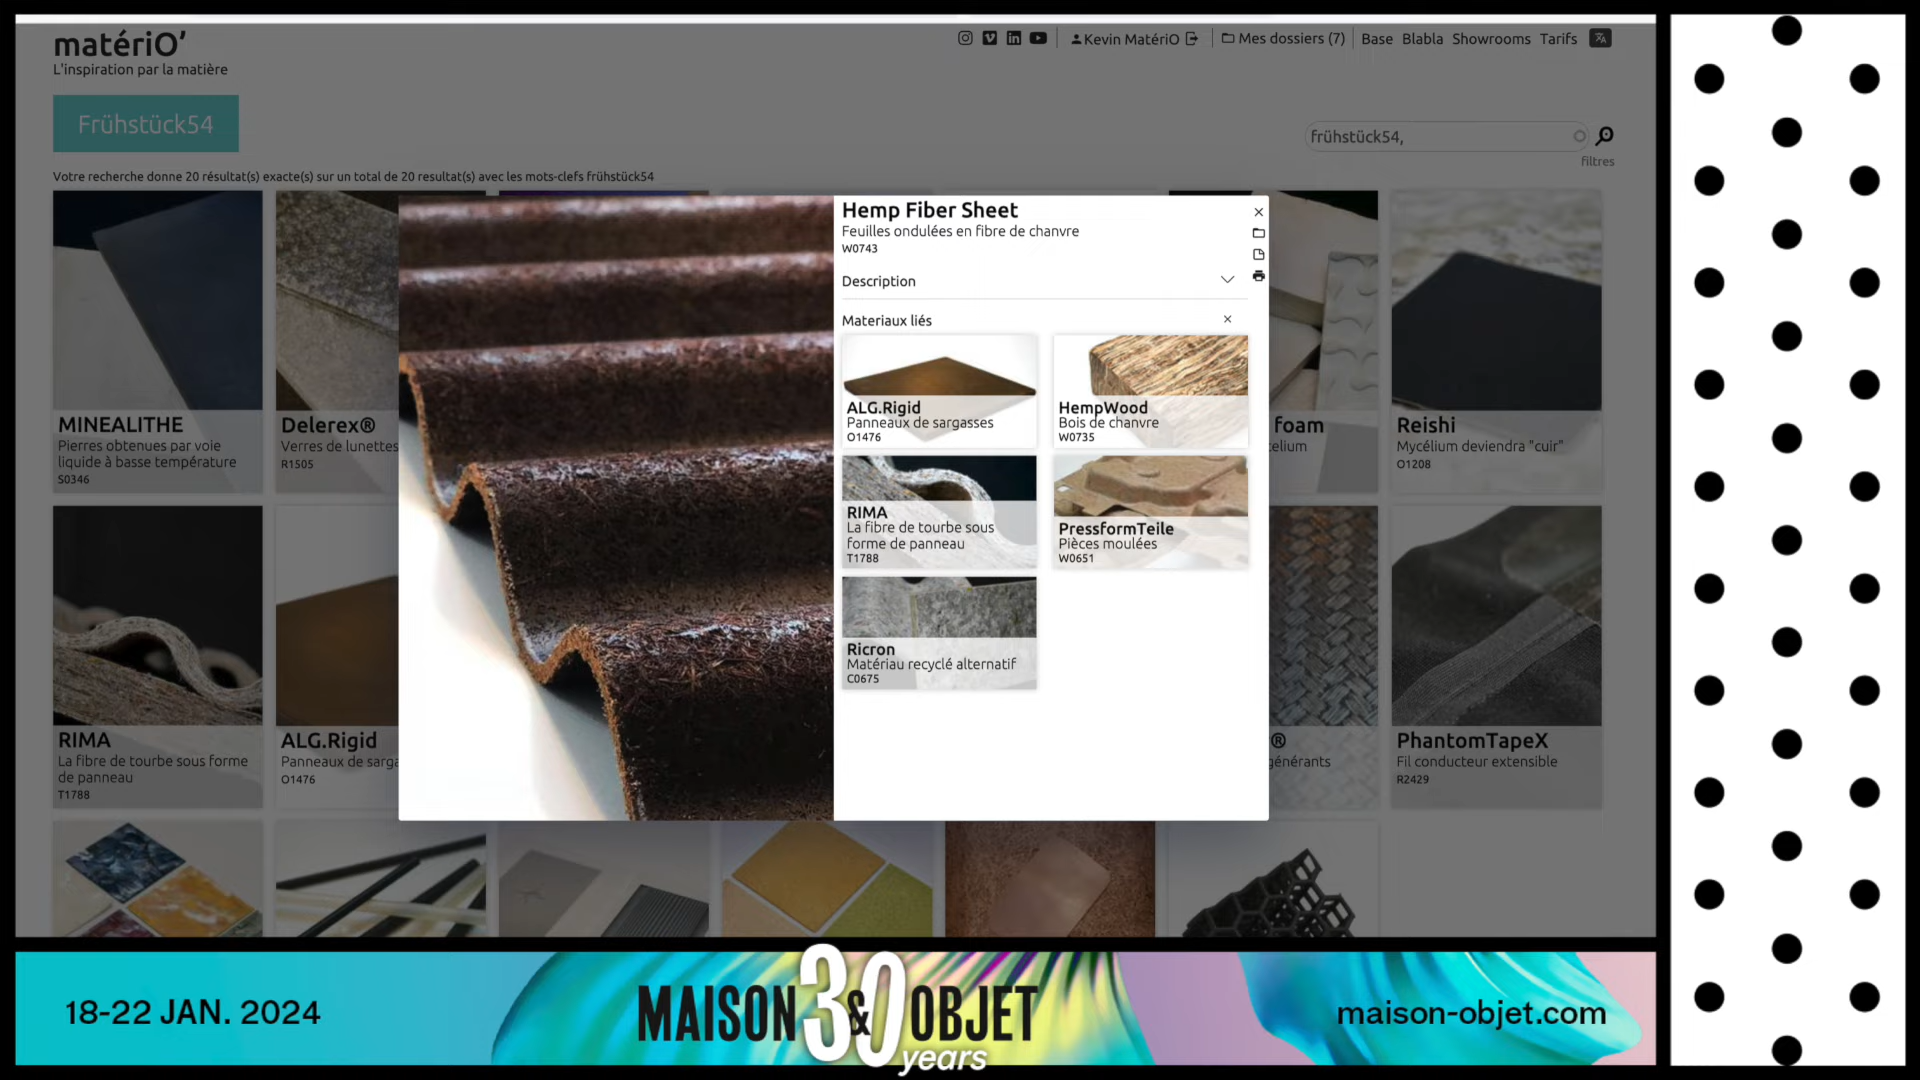 matériO'
L'inspiration par la matière
Kevin MatériO
Mes dossiers (7)
Base
Blabla
Showrooms
Tarifs
Frühstück54
frühstück54,
filtres
Votre recherche donne 20 résultat(s) exacte(s) sur un total de 20 resultat(s) avec les mots-clefs frühstück54
MINEALITHE
Pierres obtenues par voie
liquide à basse température
S0346
Delerex®
Verres de lunettes
R1505
Hemp Fiber Sheet
Feuilles ondulées en fibre de chanvre
W0743
Description
Materiaux liés
ALG.Rigid
Panneaux de sargasses
O1476
HempWood
Bois de chanvre
W0735
RIMA
La fibre de tourbe sous
forme de panneau
T1788
PressformTeile
Pièces moulées
W0651
Ricron
Matériau recyclé alternatif
C0675
foam
Reishi
Mycélium deviendra "cuir"
O1208
RIMA
La fibre de tourbe sous forme
de panneau
T1788
ALG.Rigid
O1476
®
PhantomTapeX
Fil conducteur extensible
R2429
18-22 JAN. 2024
MAISON & OBJET
30
years
maison-objet.com